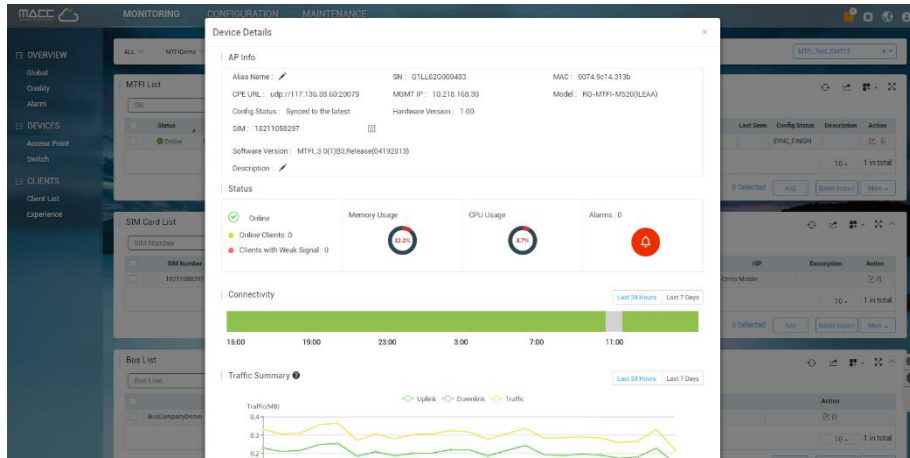 MACC
MONITORING CONFIGURATION MAINTENANCE
OVERVIEW
Global
Quality
Alarm
DEVICES
Access Point
Switch
CLIENTS
Client List
Experience
ALL MTFIDemo
MTFI_Test_GMT12
MTFI List
SN
Status
Online
Last Seen Config Status Description Action
SYNC_FINISH
10 1 in total
0 Selected Add Batch Import More
SIM Card List
SIM Number
SIM Number
18211058297
ISP Description Action
China Mobile
10 1 in total
0 Selected Add Batch Import More
Bus List
Bus Line
BusCompanyDemo
Action
10 1 in total
Device Details ×
AP Info
Alias Name : SN : G1LL62G000483 MAC : 0074.9c14.313b
CPE URL : udp://117.136.38.60:20079 MGMT IP : 10.218.168.30 Model : RG-MTFI-M520(ILEAA)
Config Status : Synced to the latest Hardware Version : 1.00
SIM : 18211058297
Software Version : MTFI_3.0(1)B3,Release(04192813)
Description :
Status
Online
Online Clients: 0
Clients with Weak Signal : 0
Memory Usage
12.2%
CPU Usage
8.7%
Alarms : 0
Connectivity
Last 24 Hours Last 7 Days
15:00 19:00 23:00 3:00 7:00 11:00
Traffic Summary
Last 24 Hours Last 7 Days
Uplink Downlink Traffic
Traffic(MB)
0.4
0.3
0.2